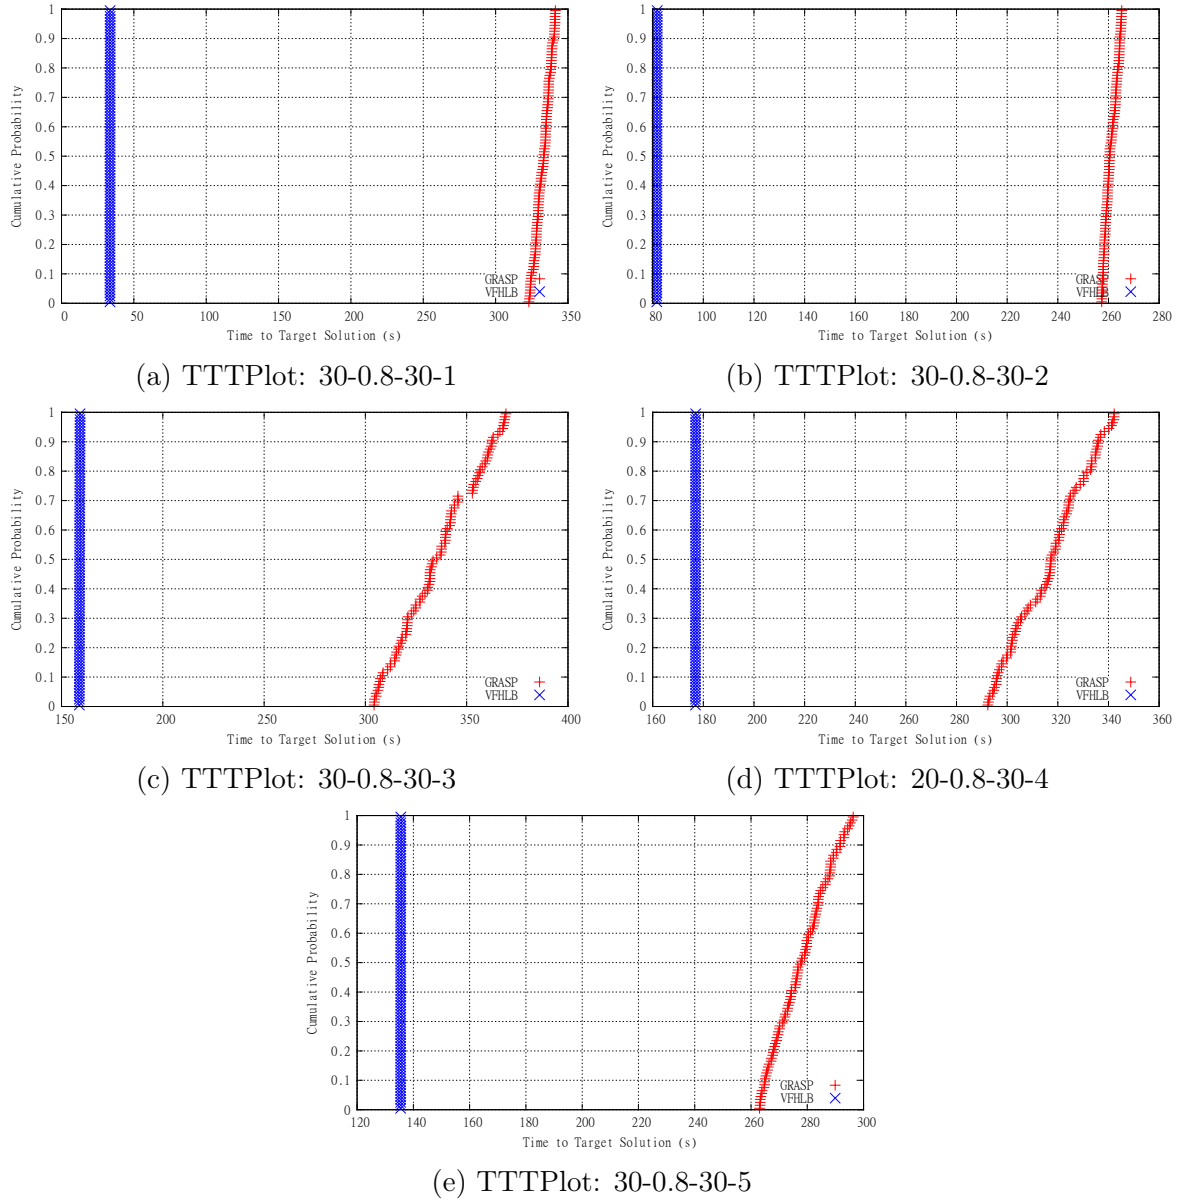 1
0.9
0.8
0.7
0.6
0.5
0.4
0.3
0.2
0.1
0
Cumulative Probability
GRASP
VFHLB
0 50 100 150 200 250 300 350
Time to Target Solution (s)
(a) TTTPlot: 30-0.8-30-1
1
0.9
0.8
0.7
0.6
0.5
0.4
0.3
0.2
0.1
0
Cumulative Probability
GRASP
VFHLB
80 100 120 140 160 180 200 220 240 260 280
Time to Target Solution (s)
(b) TTTPlot: 30-0.8-30-2
1
0.9
0.8
0.7
0.6
0.5
0.4
0.3
0.2
0.1
0
Cumulative Probability
GRASP
VFHLB
150 200 250 300 350 400
Time to Target Solution (s)
(c) TTTPlot: 30-0.8-30-3
1
0.9
0.8
0.7
0.6
0.5
0.4
0.3
0.2
0.1
0
Cumulative Probability
GRASP
VFHLB
160 180 200 220 240 260 280 300 320 340 360
Time to Target Solution (s)
(d) TTTPlot: 20-0.8-30-4
1
0.9
0.8
0.7
0.6
0.5
0.4
0.3
0.2
0.1
0
Cumulative Probability
GRASP
VFHLB
120 140 160 180 200 220 240 260 280 300
Time to Target Solution (s)
(e) TTTPlot: 30-0.8-30-5